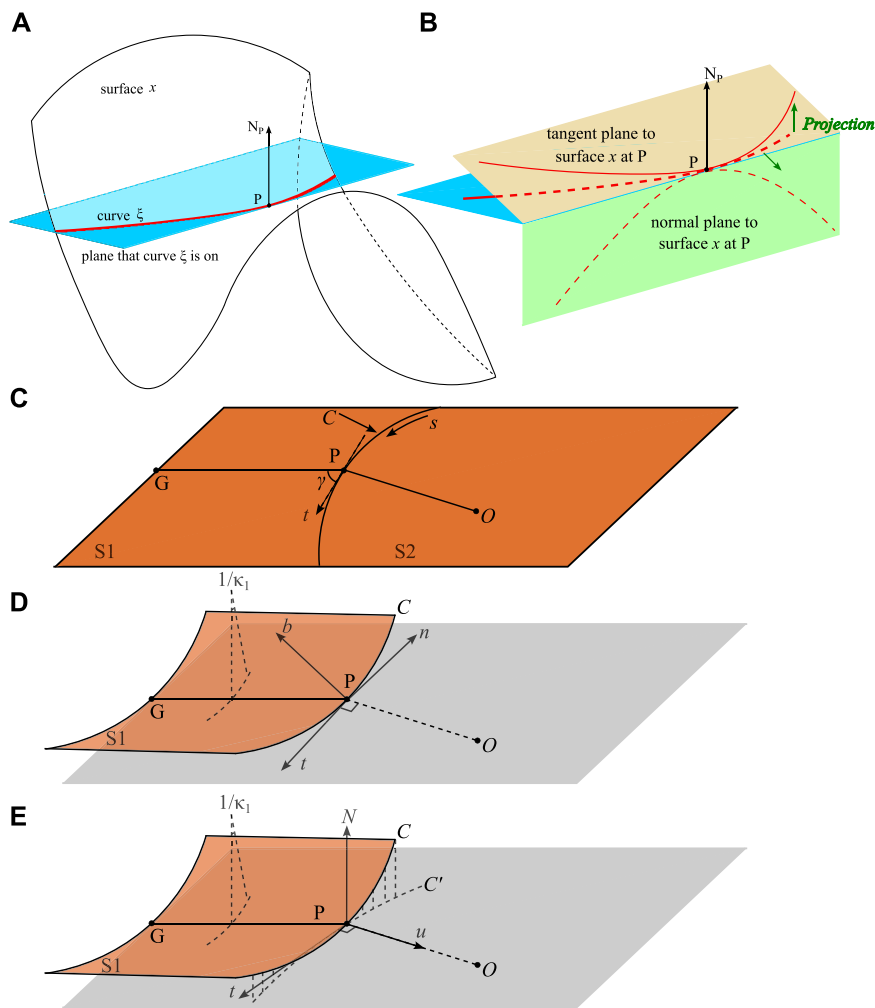 A
surface x
N_P
P
curve ξ
plane that curve ξ is on
B
N_P
Projection
tangent plane to
surface x at P
P
normal plane to
surface x at P
C
C
s
P
G
γ
t
O
S1
S2
D
1/κ₁
C
b
n
P
G
S1
t
O
E
1/κ₁
N
C
C'
P
G
u
S1
t
O